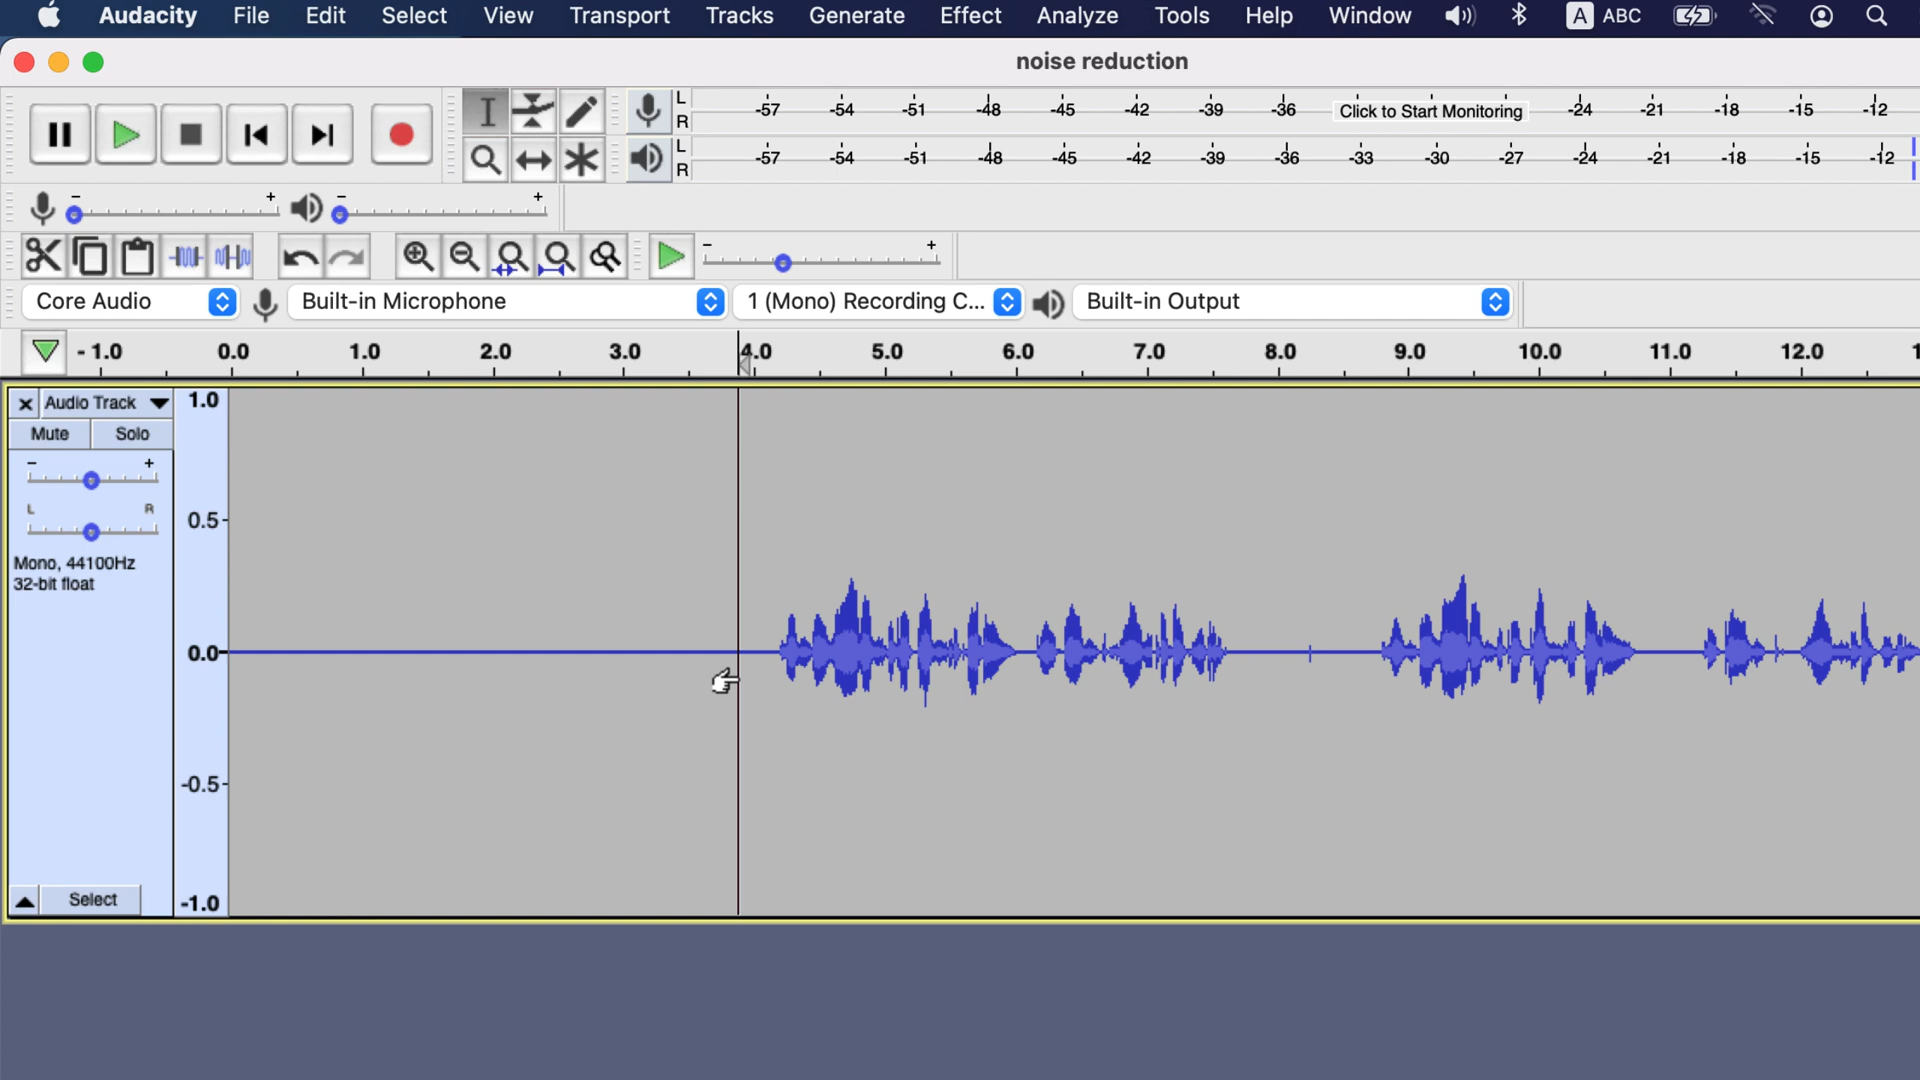 Audacity File Edit Select View Transport Tracks Generate Effect Analyze Tools Help Window A ABC
noise reduction
L
R
-57 -54 -51 -48 -45 -42 -39 -36 Click to Start Monitoring -24 -21 -18 -15 -12
L
R
-57 -54 -51 -48 -45 -42 -39 -36 -33 -30 -27 -24 -21 -18 -15 -12
- + - +
- +
Core Audio Built-in Microphone 1 (Mono) Recording C... Built-in Output
-1.0 0.0 1.0 2.0 3.0 4.0 5.0 6.0 7.0 8.0 9.0 10.0 11.0 12.0 1
Audio Track 1.0
Mute Solo
- +
L R
0.5
Mono, 44100Hz
32-bit float
0.0
-0.5
Select -1.0